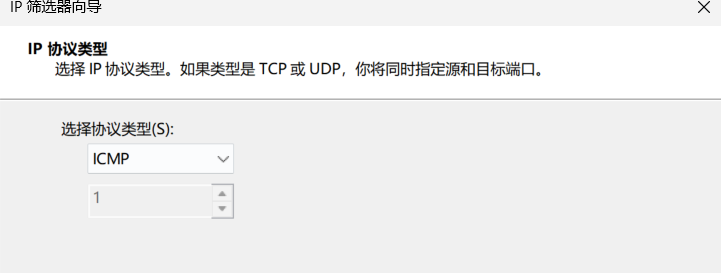 IP 筛选器向导
IP 协议类型
选择 IP 协议类型。如果类型是 TCP 或 UDP，你将同时指定源和目标端口。
选择协议类型(S):
ICMP
1